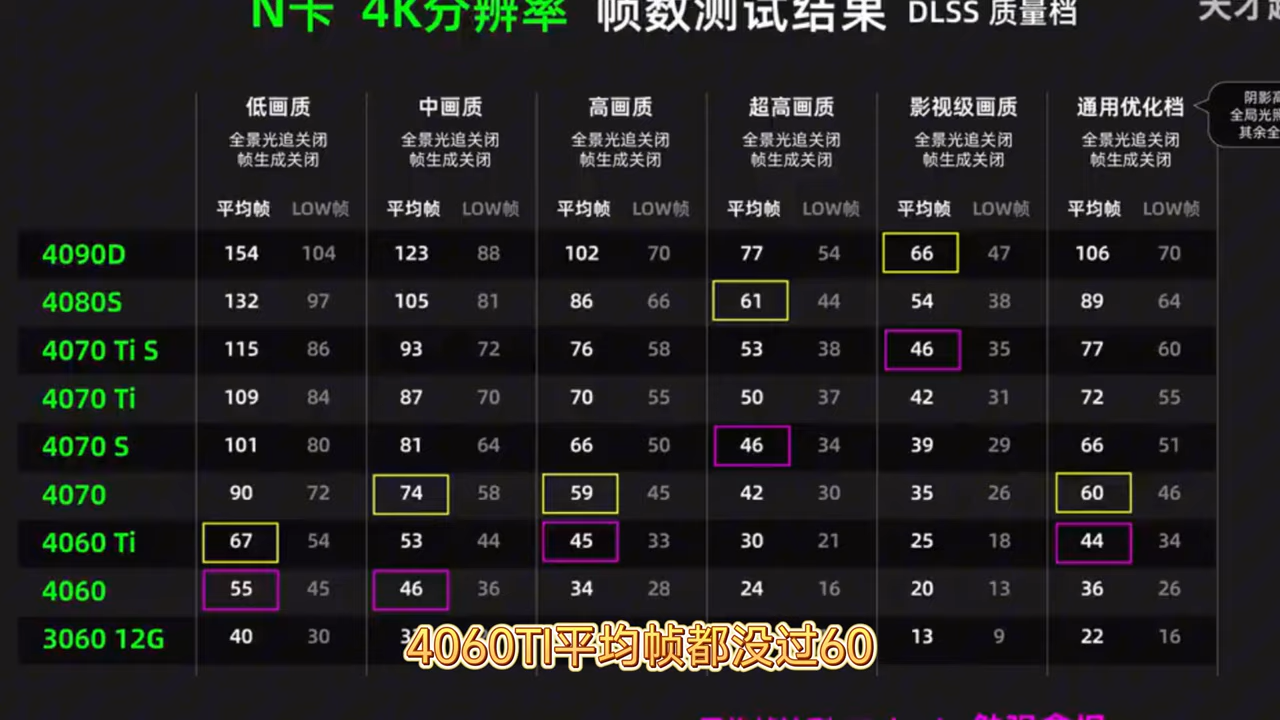 N卡 4K分辨率 帧数测试结果 DLSS 质量档
低画质 中画质 高画质 超高画质 影视级画质 通用优化档
全景光追关闭 全景光追关闭 全景光追关闭 全景光追关闭 全景光追关闭 全景光追关闭
帧生成关闭 帧生成关闭 帧生成关闭 帧生成关闭 帧生成关闭 帧生成关闭
阴影高
全局光照
其余全
平均帧 LOW帧 平均帧 LOW帧 平均帧 LOW帧 平均帧 LOW帧 平均帧 LOW帧 平均帧 LOW帧
4090D 154 104 123 88 102 70 77 54 66 47 106 70
4080S 132 97 105 81 86 66 61 44 54 38 89 64
4070 Ti S 115 86 93 72 76 58 53 38 46 35 77 60
4070 Ti 109 84 87 70 70 55 50 37 42 31 72 55
4070 S 101 80 81 64 66 50 46 34 39 29 66 51
4070 90 72 74 58 59 45 42 30 35 26 60 46
4060 Ti 67 54 53 44 45 33 30 21 25 18 44 34
4060 55 45 46 36 34 28 24 16 20 13 36 26
3060 12G 40 30 13 9 22 16
4060TI平均帧都没过60